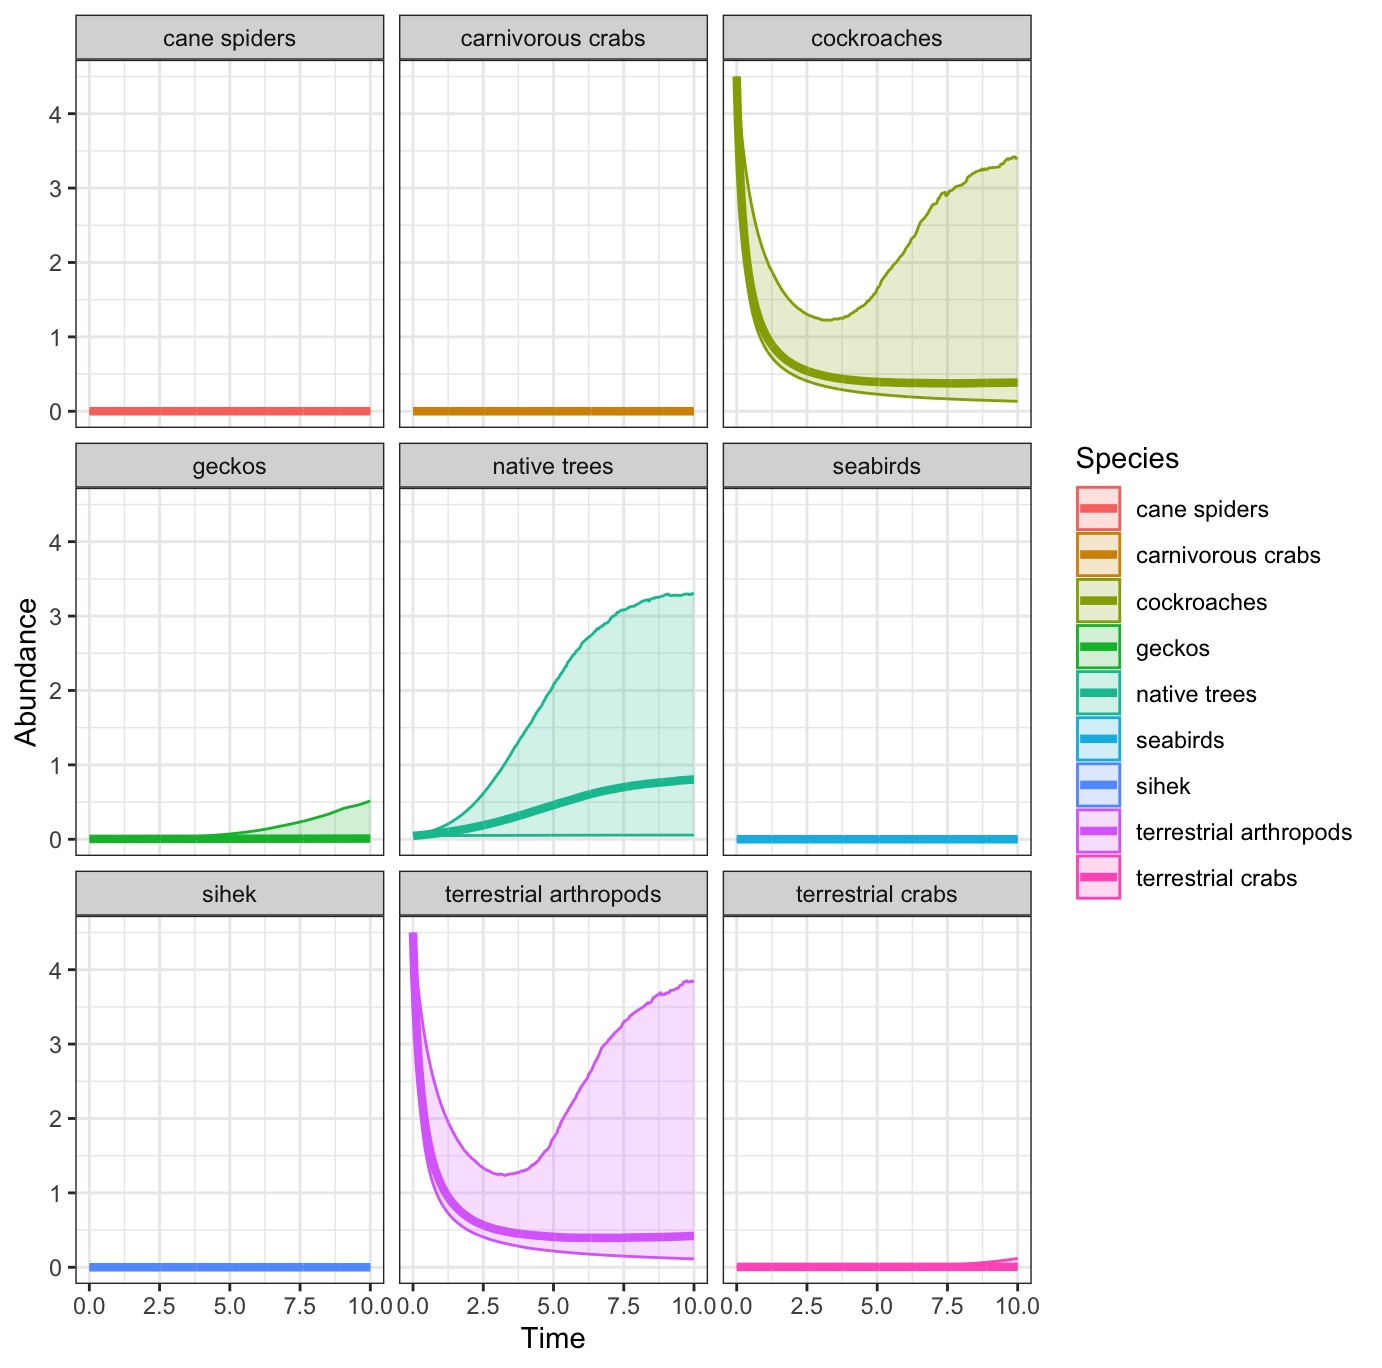 cane spiders carnivorous crabs cockroaches
4
3
2
1
0
geckos native trees seabirds
4
3
2
1
0
sihek terrestrial arthropods terrestrial crabs
4
3
2
1
0
0.0 2.5 5.0 7.5 10.0 0.0 2.5 5.0 7.5 10.0 0.0 2.5 5.0 7.5 10.0
Time
Abundance
Species
cane spiders
carnivorous crabs
cockroaches
geckos
native trees
seabirds
sihek
terrestrial arthropods
terrestrial crabs